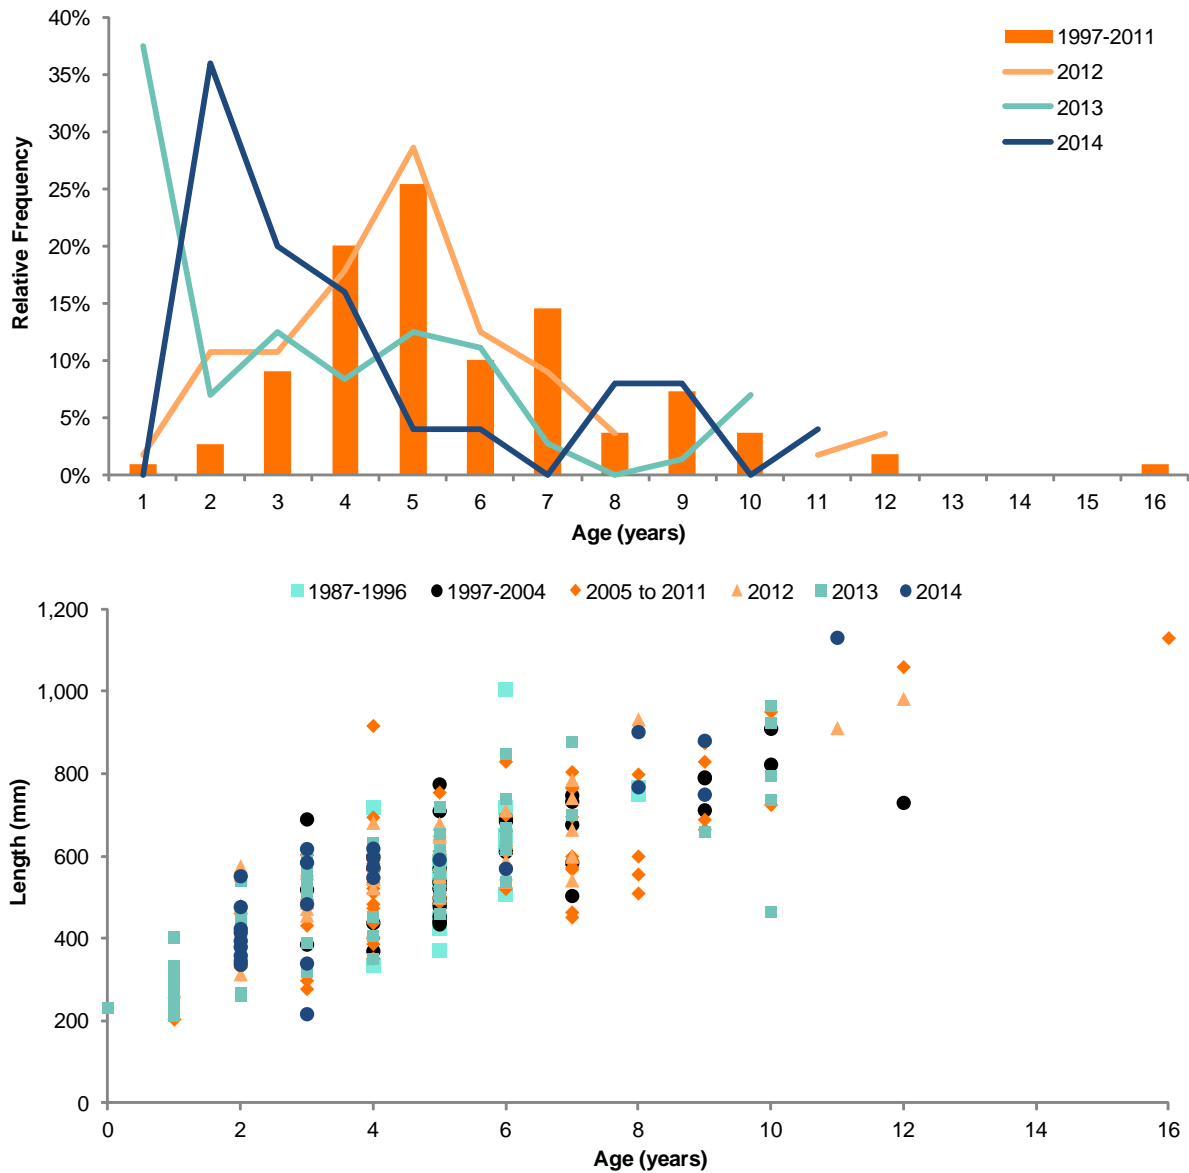 40%
35%
30%
25%
20%
15%
10%
5%
0%
Relative Frequency
1997-2011
2012
2013
2014
1 2 3 4 5 6 7 8 9 10 11 12 13 14 15 16
Age (years)
1987-1996 1997-2004 2005 to 2011 2012 2013 2014
1,200
1,000
800
600
400
200
0
Length (mm)
0 2 4 6 8 10 12 14 16
Age (years)